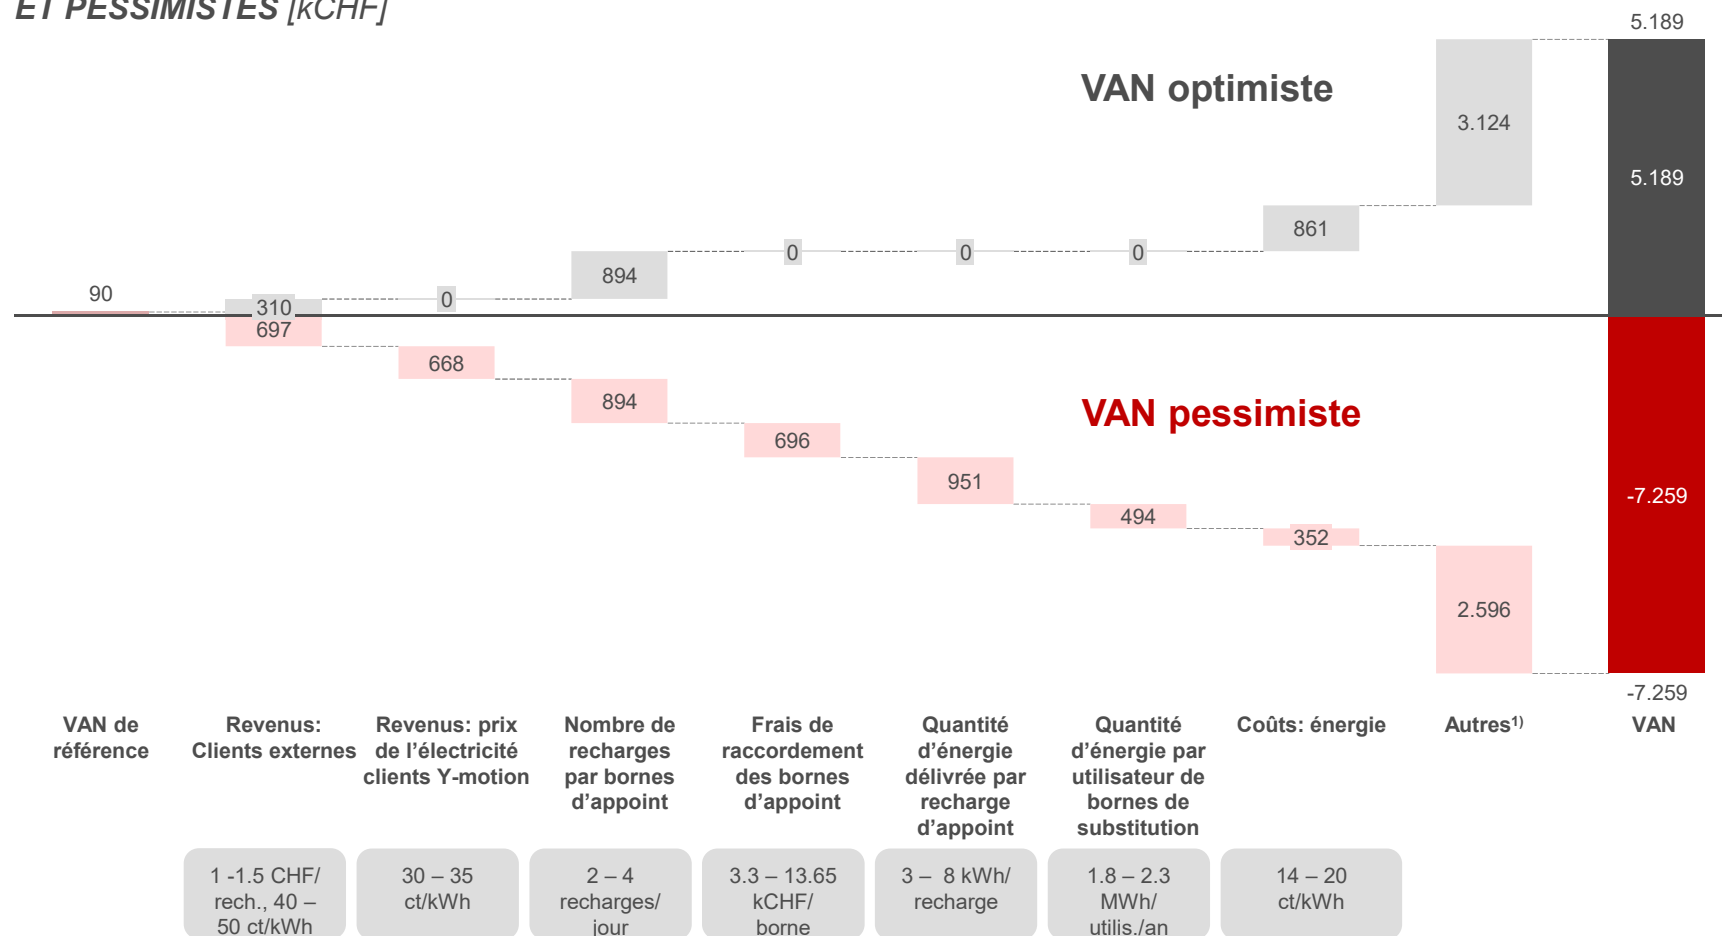 ET PESSIMISTES [kCHF]
5.189
VAN optimiste
3.124
5.189
861
0
0
0
894
90
310
0
697
668
894
VAN pessimiste
696
951
-7.259
494
352
2.596
-7.259
VAN de
référence
Revenus:
Clients externes
Revenus: prix
de l’électricité
clients Y-motion
Nombre de
recharges
par bornes
d’appoint
Frais de
raccordement
des bornes
d’appoint
Quantité
d’énergie
délivrée par
recharge
d’appoint
Quantité
d’énergie par
utilisateur de
bornes de
substitution
Coûts: énergie
Autres¹⁾
VAN
1 -1.5 CHF/
rech., 40 –
50 ct/kWh
30 – 35
ct/kWh
2 – 4
recharges/
jour
3.3 – 13.65
kCHF/
borne
3 – 8 kWh/
recharge
1.8 – 2.3
MWh/
utilis./an
14 – 20
ct/kWh